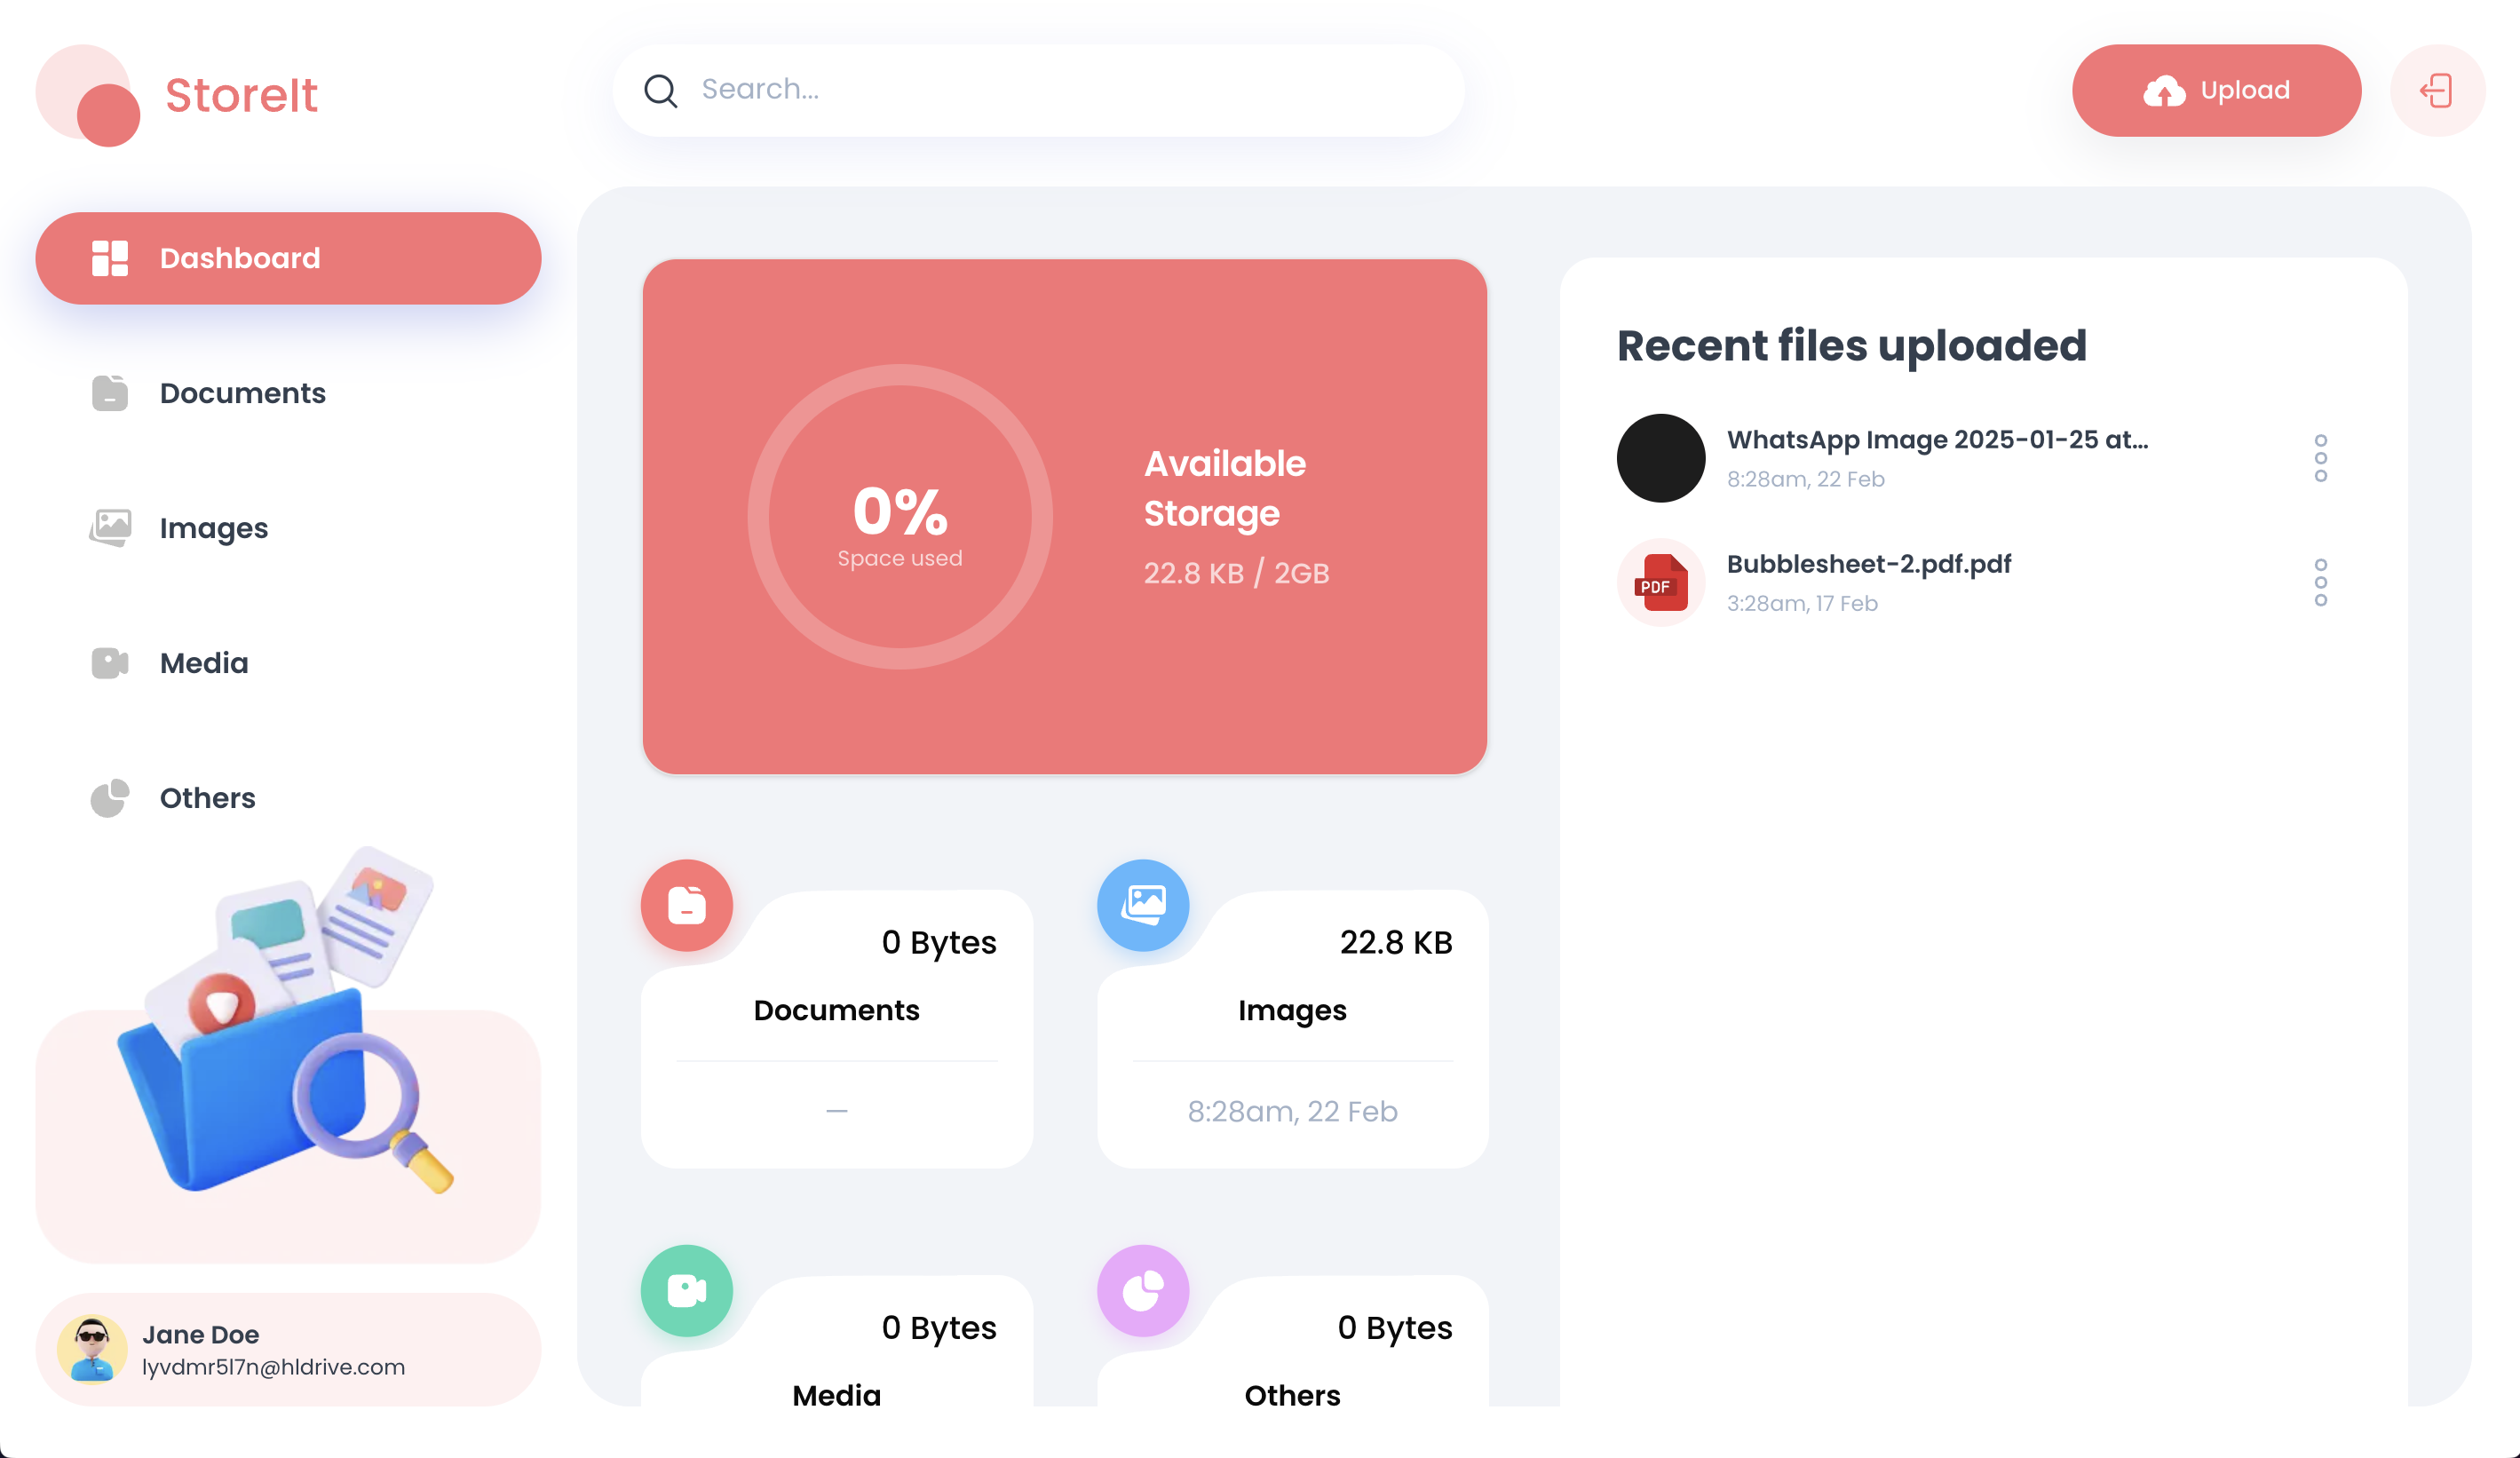 StoreIt
Search...
Upload
Dashboard
Documents
Images
Media
Others
Jane Doe
lyvdmr5l7n@hldrive.com
0%
Space used
Available
Storage
22.8 KB / 2GB
0 Bytes
Documents
—
22.8 KB
Images
8:28am, 22 Feb
0 Bytes
Media
0 Bytes
Others
Recent files uploaded
WhatsApp Image 2025-01-25 at...
8:28am, 22 Feb
PDF
Bubblesheet-2.pdf.pdf
3:28am, 17 Feb